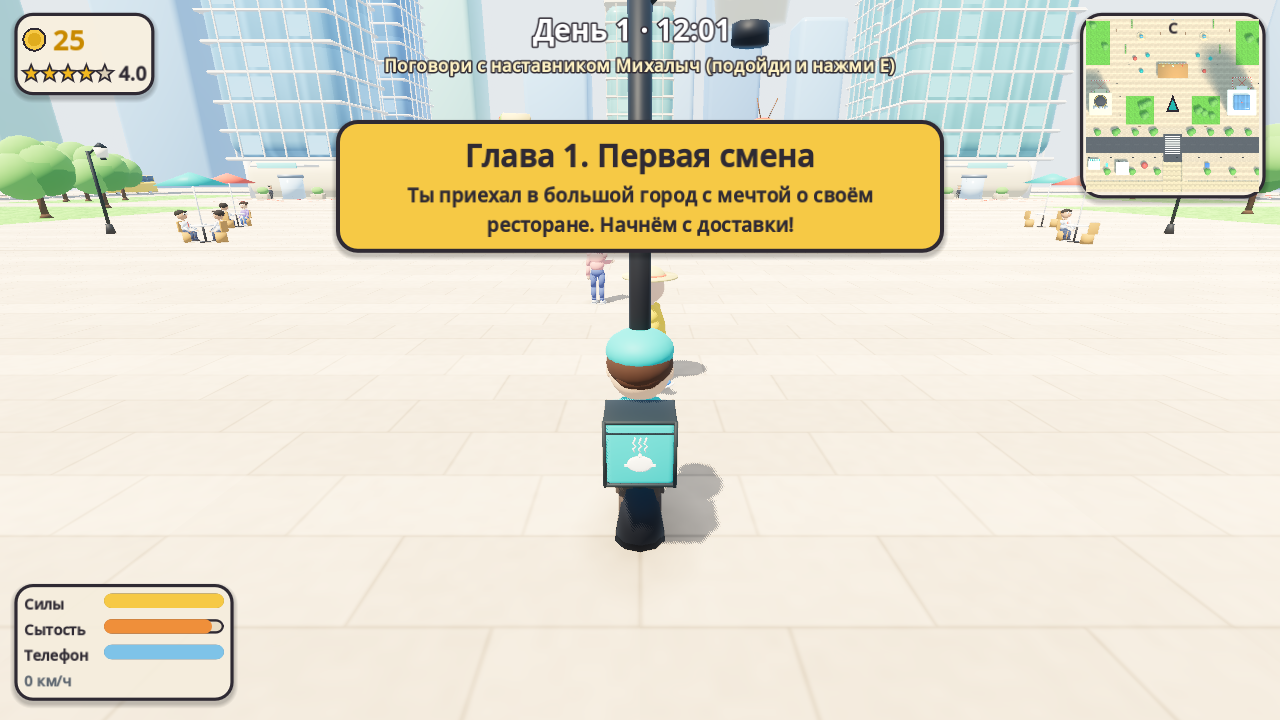 25
4.0
День 1 · 12:01
Поговори с наставником Михалыч (подойди и нажми E)
С
Глава 1. Первая смена
Ты приехал в большой город с мечтой о своём
ресторане. Начнём с доставки!
Силы
Сытость
Телефон
0 км/ч